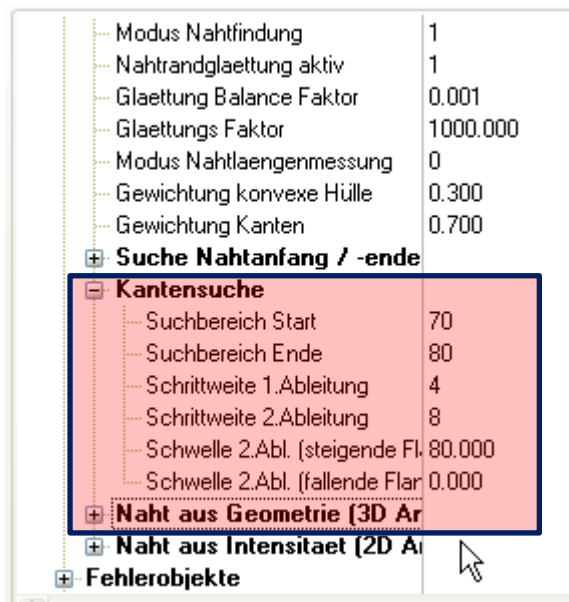 Modus Nahtfindung 1
Nahtrandglaettung aktiv 1
Glaettung Balance Faktor 0.001
Glaettungs Faktor 1000.000
Modus Nahtlaengenmessung 0
Gewichtung konvexe Hülle 0.300
Gewichtung Kanten 0.700
Suche Nahtanfang / -ende
Kantensuche
Suchbereich Start 70
Suchbereich Ende 80
Schrittweite 1.Ableitung 4
Schrittweite 2.Ableitung 8
Schwelle 2.Abl. (steigende Fl 80.000
Schwelle 2.Abl. (fallende Flan 0.000
Naht aus Geometrie (3D Ar
Naht aus Intensitaet (2D A
Fehlerobjekte